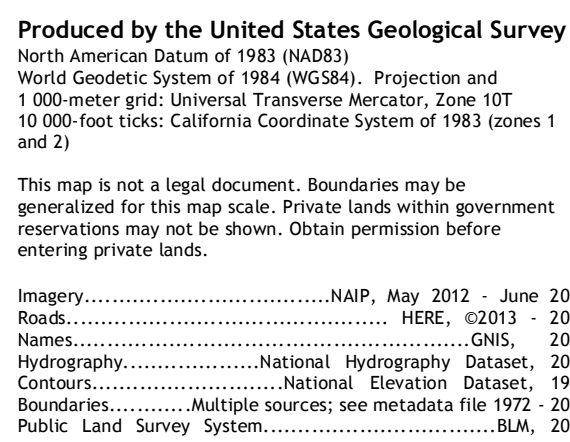 Produced by the United States Geological Survey
North American Datum of 1983 (NAD83)
World Geodetic System of 1984 (WGS84). Projection and
1 000-meter grid: Universal Transverse Mercator, Zone 10T
10 000-foot ticks: California Coordinate System of 1983 (zones 1
and 2)
This map is not a legal document. Boundaries may be
generalized for this map scale. Private lands within government
reservations may not be shown. Obtain permission before
entering private lands.
Imagery....................................NAIP, May 2012 - June 20
Roads............................................... HERE, ©2013 - 20
Names.........................................................GNIS, 20
Hydrography....................National Hydrography Dataset, 20
Contours............................National Elevation Dataset, 19
Boundaries............Multiple sources; see metadata file 1972 - 20
Public Land Survey System..................................BLM, 20